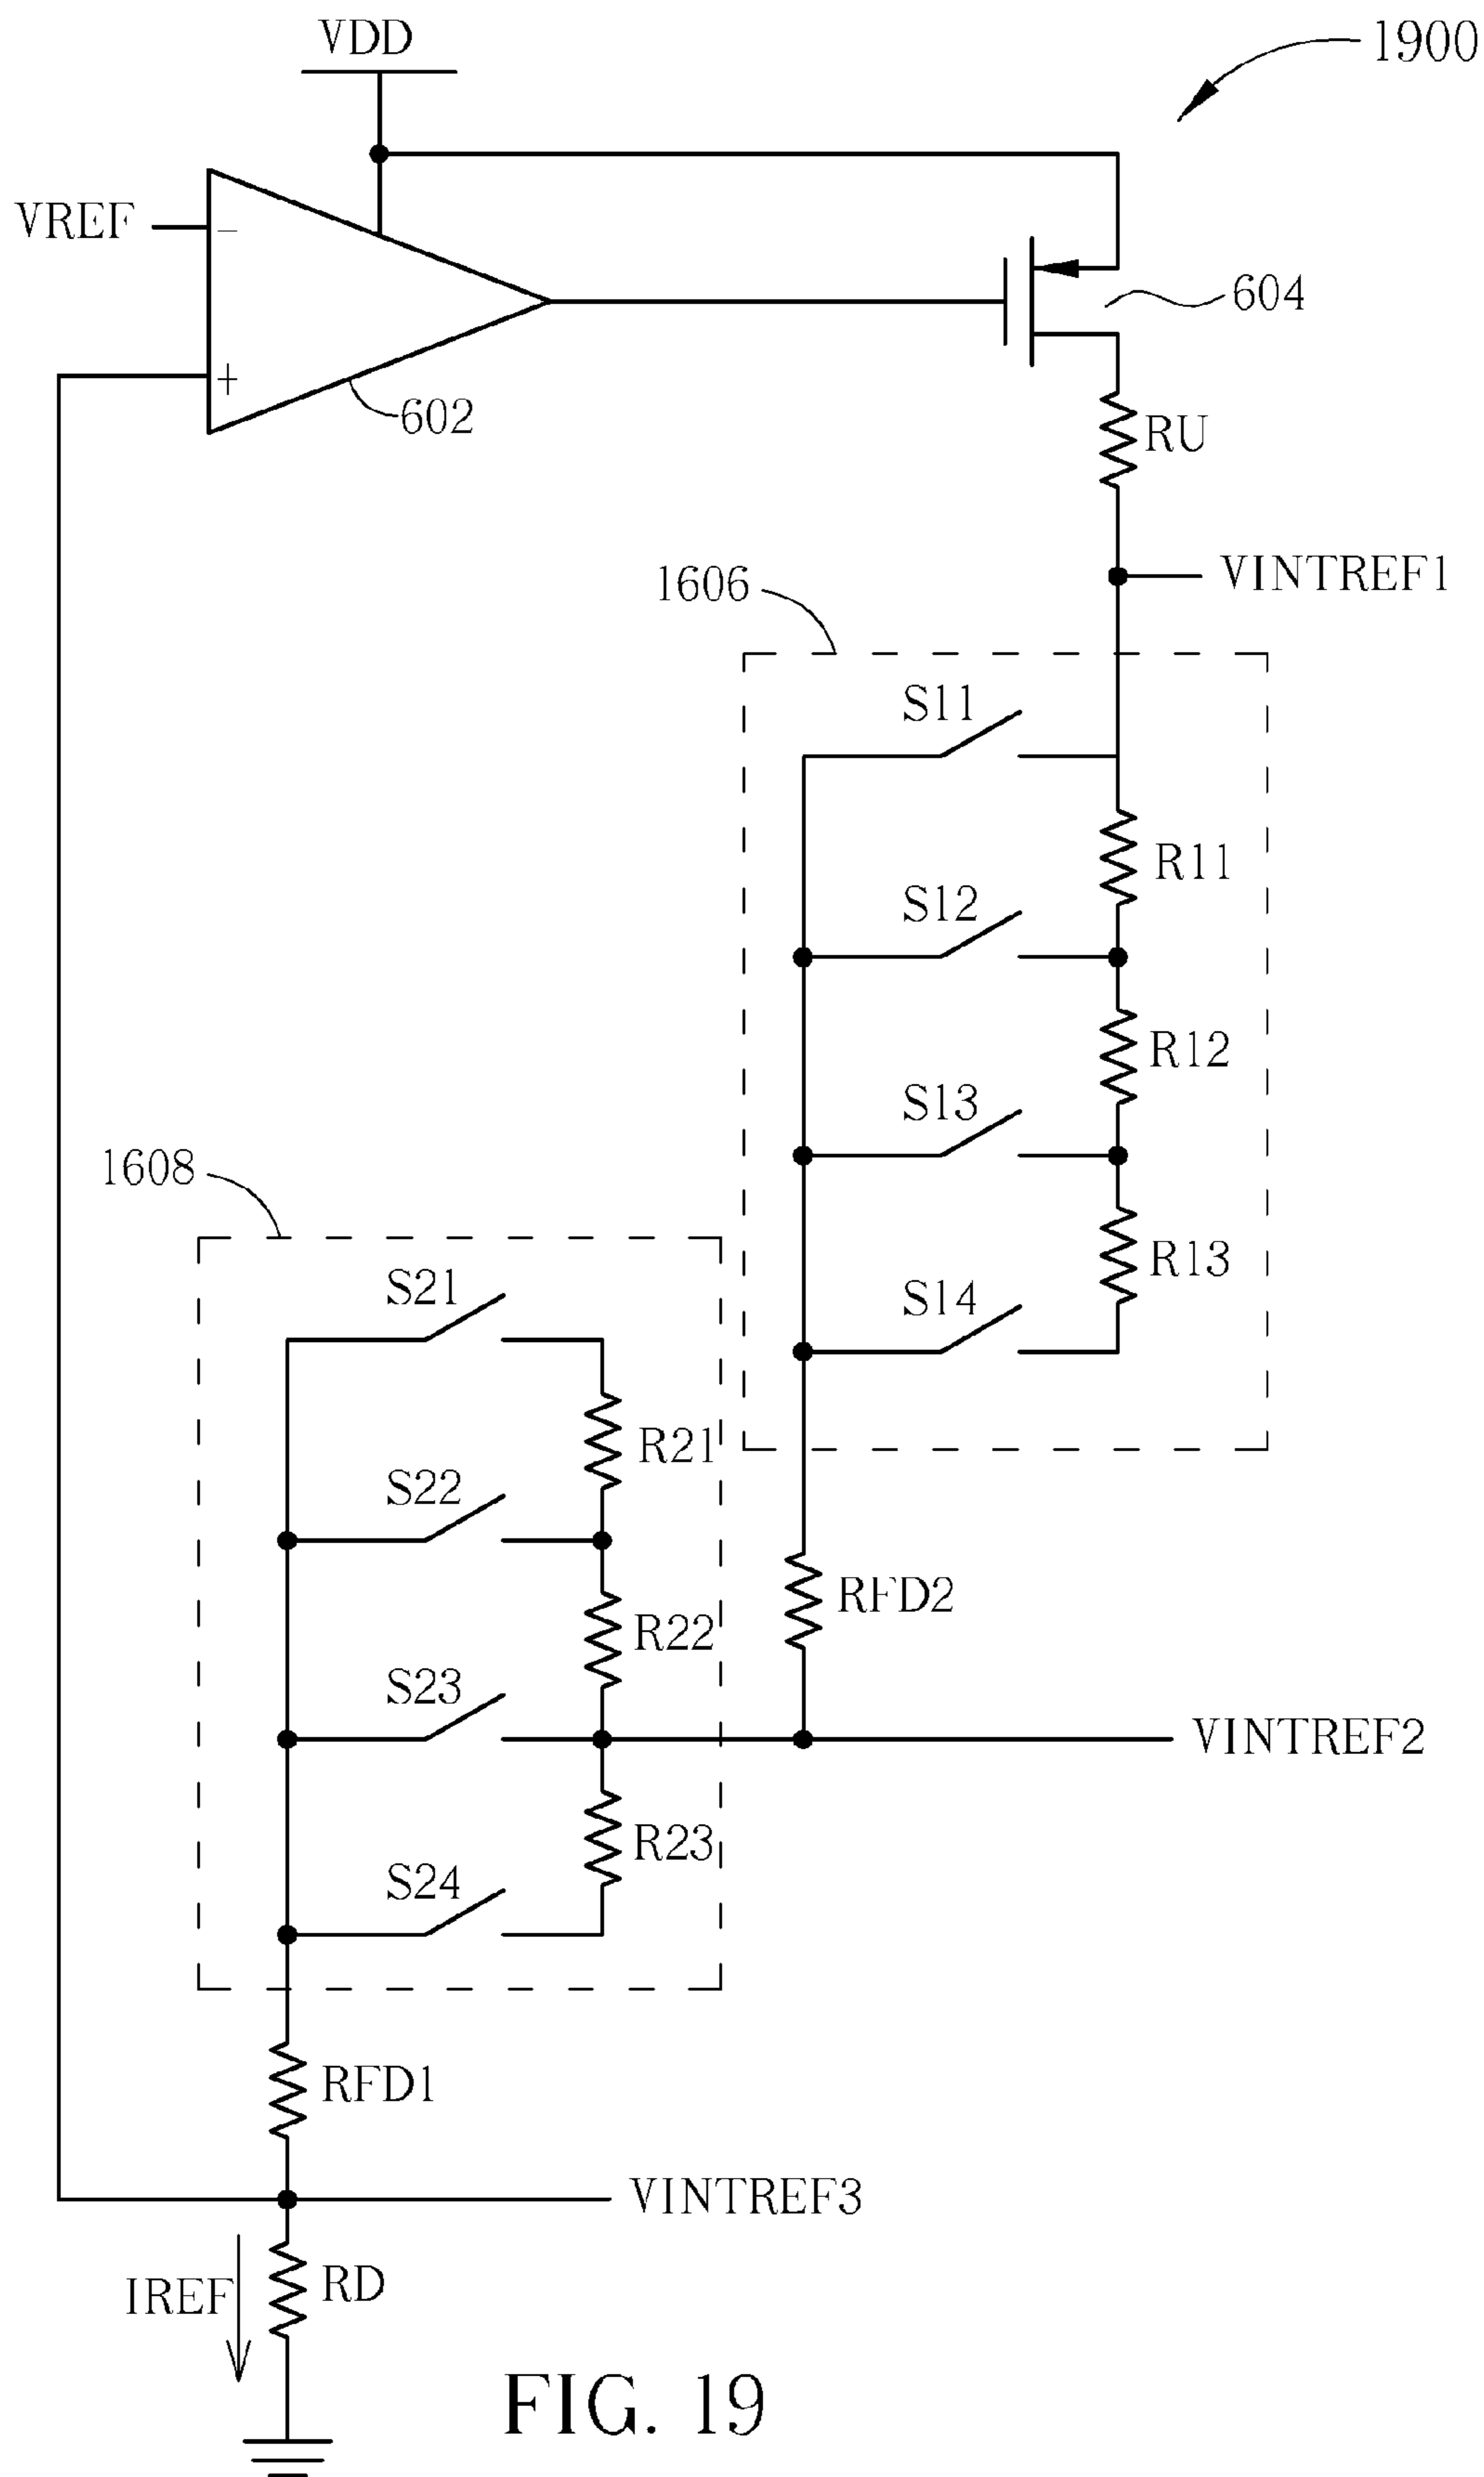 VDD
1900
VREF
−
+
604
602
RU
VINTREF1
1606
S11
R11
S12
R12
S13
1608
R13
S21
S14
R21
S22
RFD2
R22
S23
VINTREF2
R23
S24
RFD1
VINTREF3
IREF
RD
FIG. 19